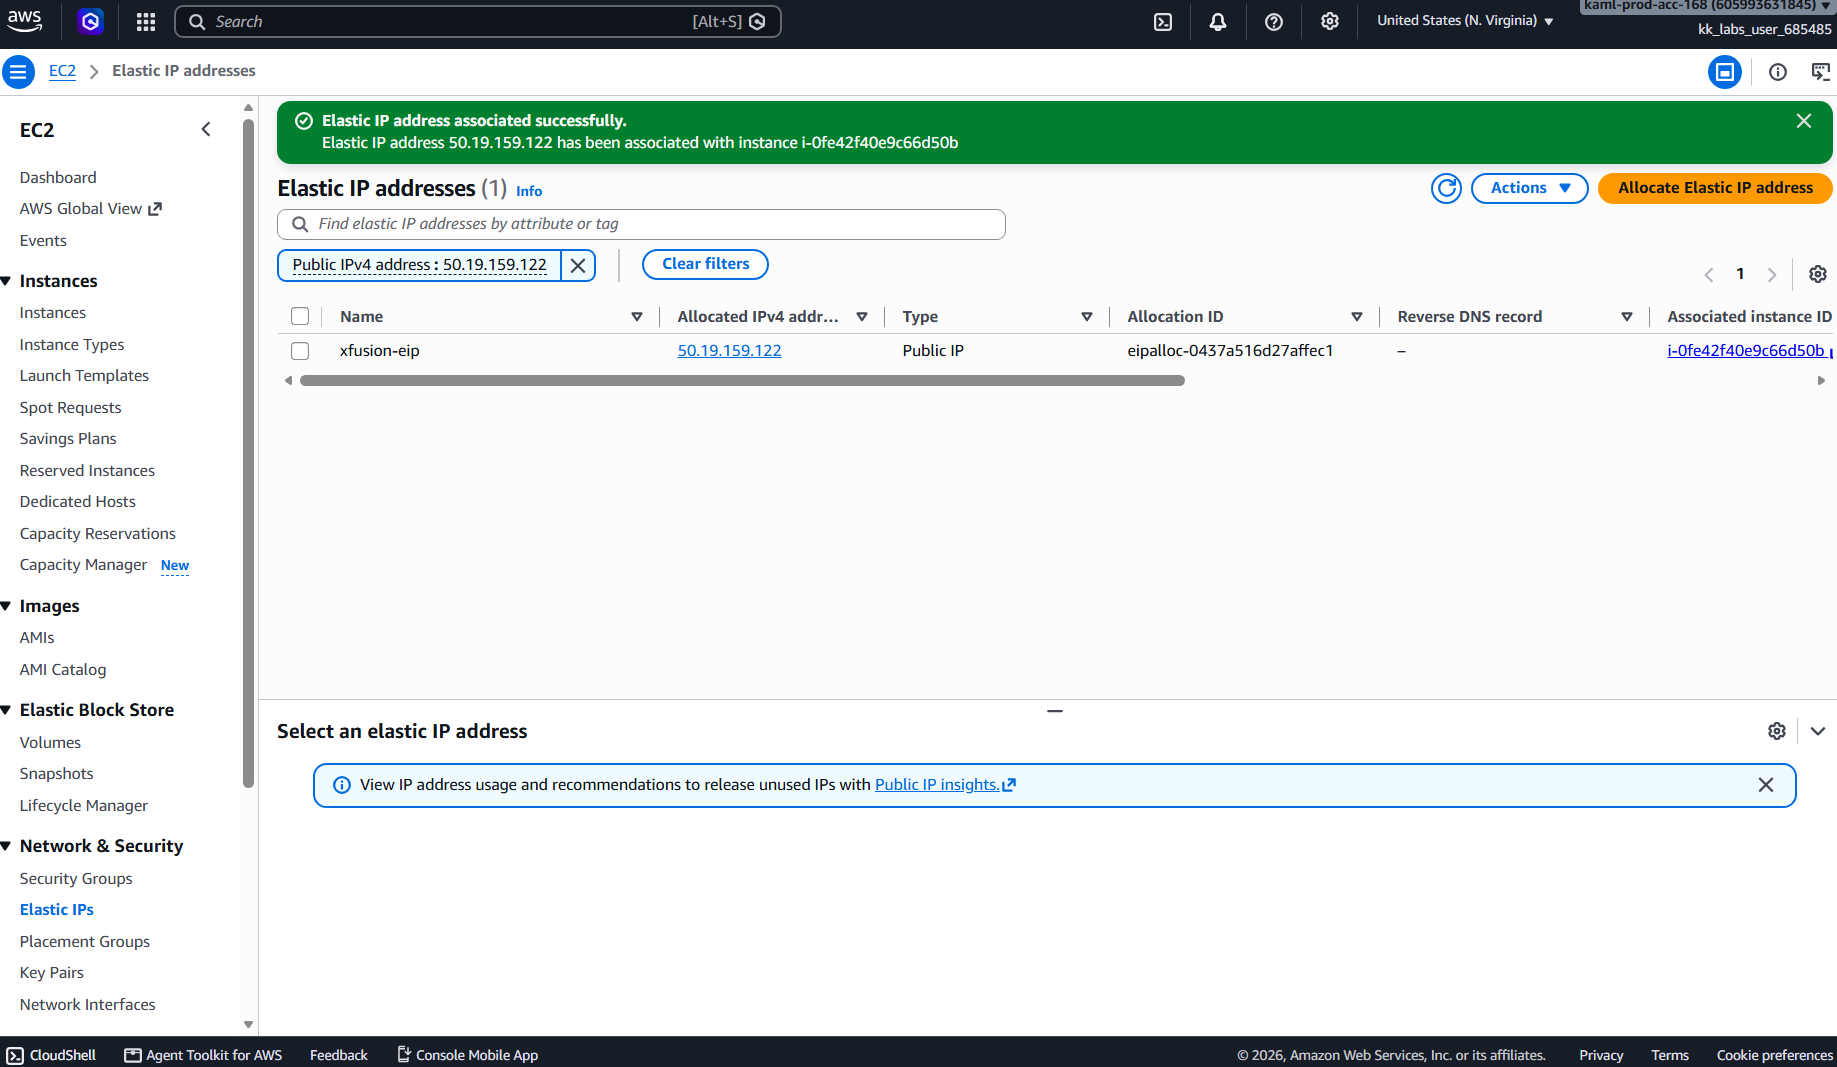 aws
Search
[Alt+S]
United States (N. Virginia)
kaml-prod-acc-168 (605993631845)
kk_labs_user_685485
EC2
Elastic IP addresses
EC2
Dashboard
AWS Global View
Events
Instances
Instances
Instance Types
Launch Templates
Spot Requests
Savings Plans
Reserved Instances
Dedicated Hosts
Capacity Reservations
Capacity Manager New
Images
AMIs
AMI Catalog
Elastic Block Store
Volumes
Snapshots
Lifecycle Manager
Network & Security
Security Groups
Elastic IPs
Placement Groups
Key Pairs
Network Interfaces
Elastic IP address associated successfully.
Elastic IP address 50.19.159.122 has been associated with instance i-0fe42f40e9c66d50b
Elastic IP addresses (1) Info
Actions
Allocate Elastic IP address
Find elastic IP addresses by attribute or tag
Public IPv4 address : 50.19.159.122
Clear filters
1
Name Allocated IPv4 addr... Type Allocation ID Reverse DNS record Associated instance ID
xfusion-eip 50.19.159.122 Public IP eipalloc-0437a516d27affec1 – i-0fe42f40e9c66d50b
Select an elastic IP address
View IP address usage and recommendations to release unused IPs with Public IP insights.
CloudShell Agent Toolkit for AWS Feedback Console Mobile App © 2026, Amazon Web Services, Inc. or its affiliates. Privacy Terms Cookie preferences